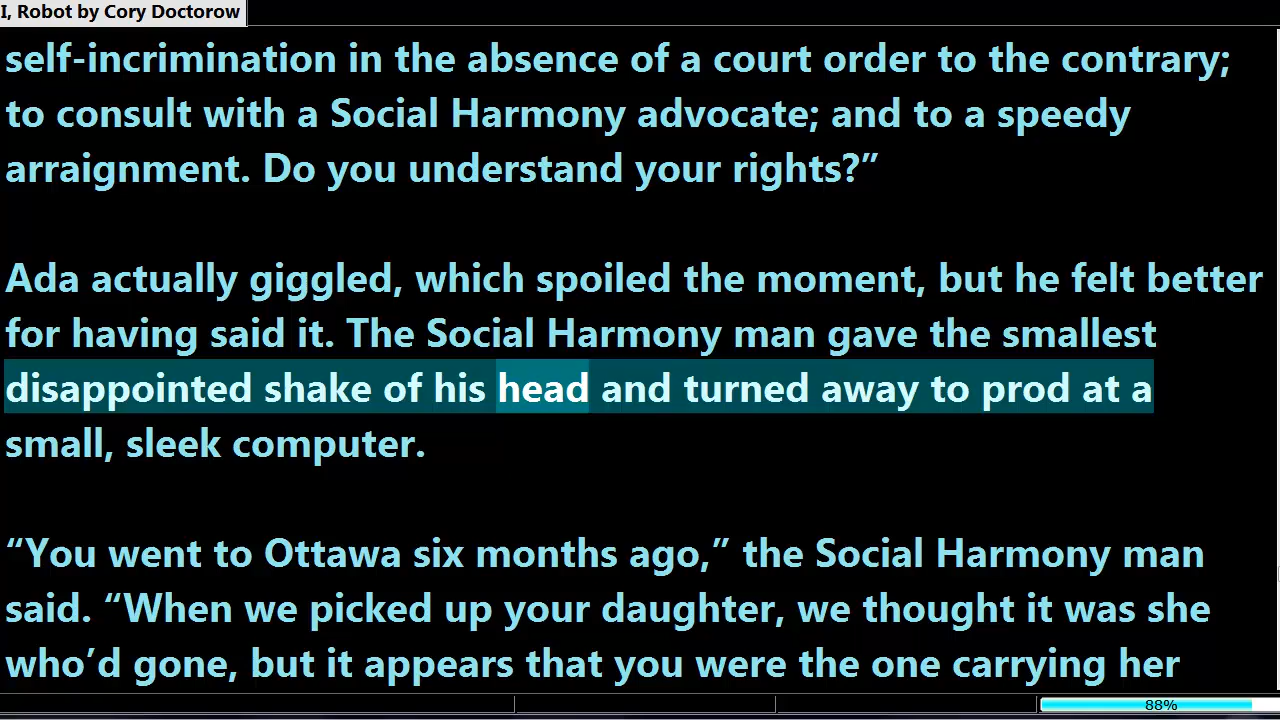 I, Robot by Cory Doctorow
self-incrimination in the absence of a court order to the contrary;
to consult with a Social Harmony advocate; and to a speedy
arraignment. Do you understand your rights?”
Ada actually giggled, which spoiled the moment, but he felt better
for having said it. The Social Harmony man gave the smallest
disappointed shake of his head and turned away to prod at a
small, sleek computer.
“You went to Ottawa six months ago,” the Social Harmony man
said. “When we picked up your daughter, we thought it was she
who’d gone, but it appears that you were the one carrying her
88%